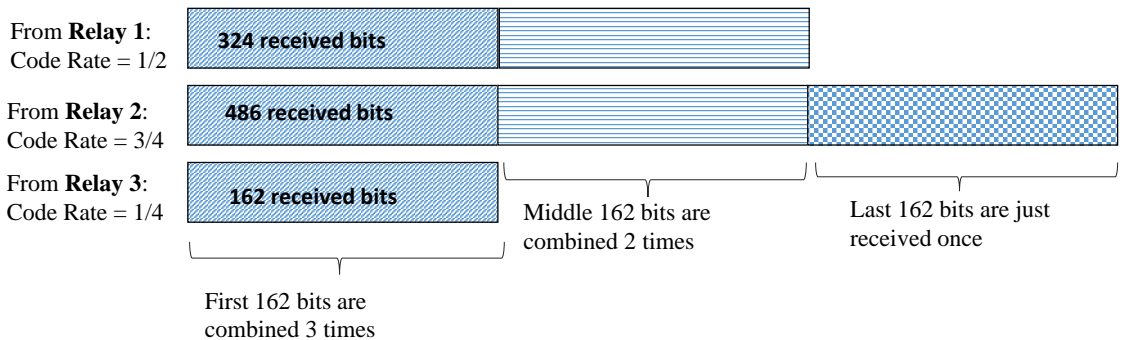 From Relay 1:
Code Rate = 1/2
324 received bits
From Relay 2:
Code Rate = 3/4
486 received bits
From Relay 3:
Code Rate = 1/4
162 received bits
Middle 162 bits are
combined 2 times
Last 162 bits are just
received once
First 162 bits are
combined 3 times